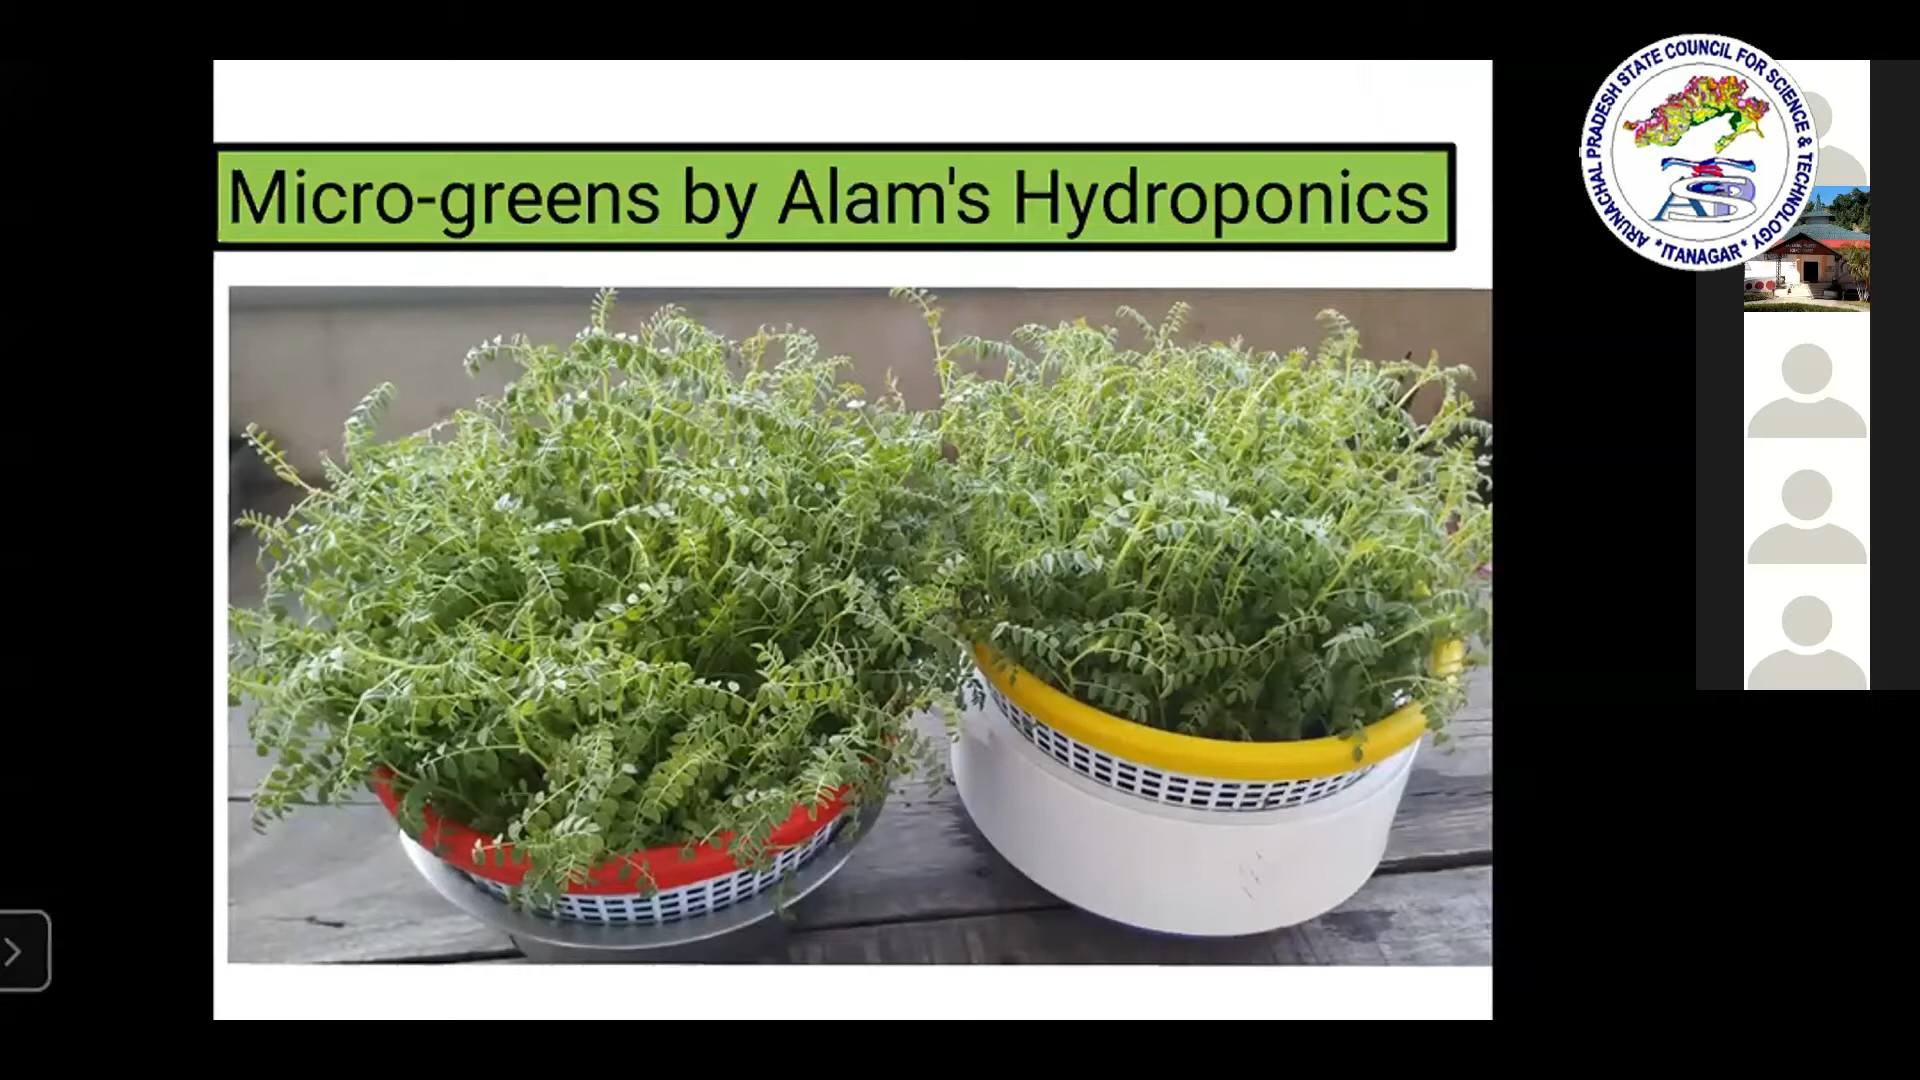 Micro-greens by Alam's Hydroponics
ARUNACHAL PRADESH STATE COUNCIL FOR SCIENCE & TECHNOLOGY
*ITANAGAR*